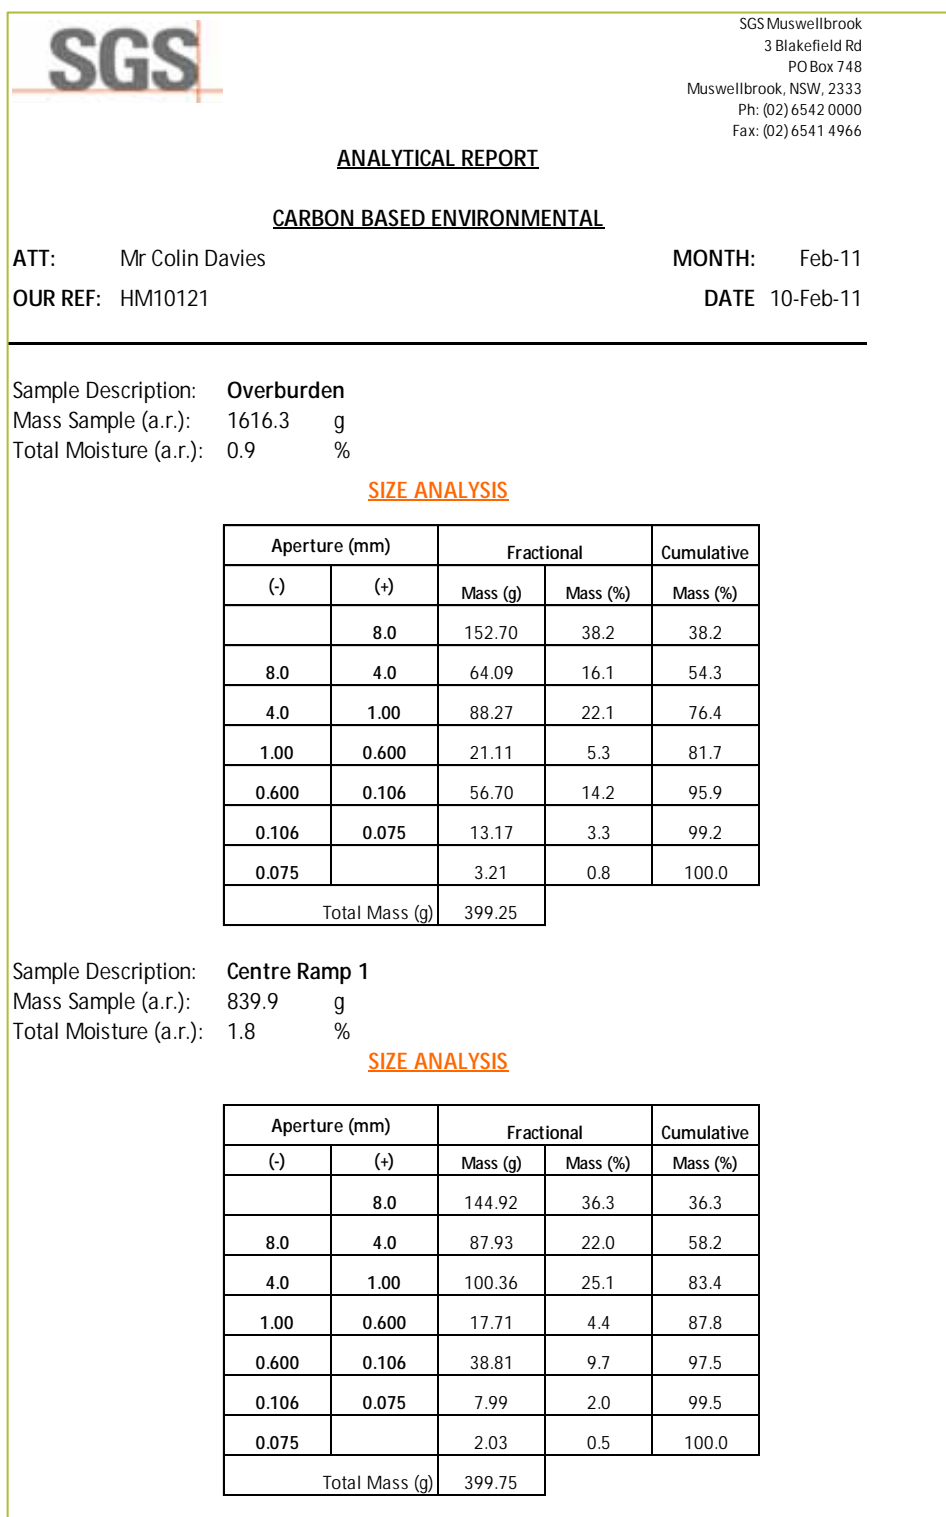 SGS
SGS Muswellbrook
3 Blakefield Rd
PO Box 748
Muswellbrook, NSW, 2333
Ph: (02) 6542 0000
Fax: (02) 6541 4966
ANALYTICAL REPORT
CARBON BASED ENVIRONMENTAL
ATT: Mr Colin Davies MONTH: Feb-11
OUR REF: HM10121 DATE 10-Feb-11
Sample Description: Overburden
Mass Sample (a.r.): 1616.3 g
Total Moisture (a.r.): 0.9 %
SIZE ANALYSIS
Aperture (mm) Fractional Cumulative
(-) (+) Mass (g) Mass (%) Mass (%)
8.0 152.70 38.2 38.2
8.0 4.0 64.09 16.1 54.3
4.0 1.00 88.27 22.1 76.4
1.00 0.600 21.11 5.3 81.7
0.600 0.106 56.70 14.2 95.9
0.106 0.075 13.17 3.3 99.2
0.075 3.21 0.8 100.0
Total Mass (g) 399.25
Sample Description: Centre Ramp 1
Mass Sample (a.r.): 839.9 g
Total Moisture (a.r.): 1.8 %
SIZE ANALYSIS
Aperture (mm) Fractional Cumulative
(-) (+) Mass (g) Mass (%) Mass (%)
8.0 144.92 36.3 36.3
8.0 4.0 87.93 22.0 58.2
4.0 1.00 100.36 25.1 83.4
1.00 0.600 17.71 4.4 87.8
0.600 0.106 38.81 9.7 97.5
0.106 0.075 7.99 2.0 99.5
0.075 2.03 0.5 100.0
Total Mass (g) 399.75